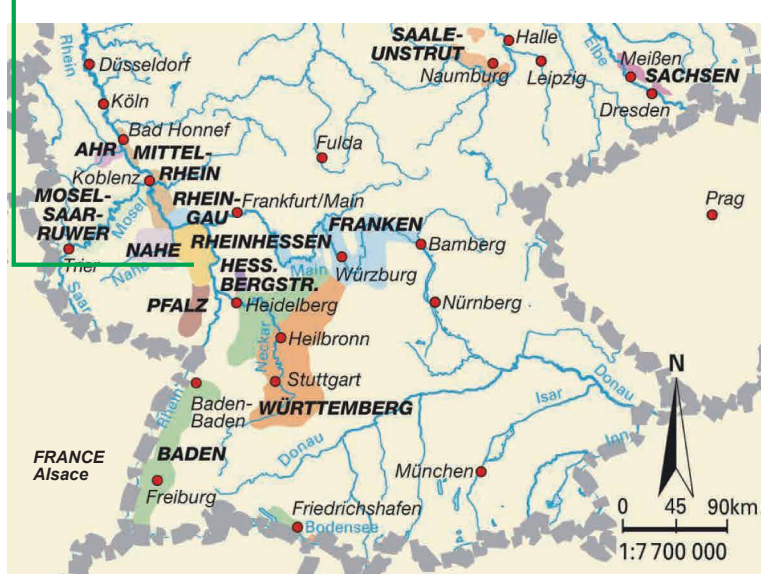 SAALE-
UNSTRUT
Halle
Naumburg
Leipzig
Elbe
Meißen
SACHSEN
Dresden
Rhein
Düsseldorf
Köln
Bad Honnef
AHR
MITTEL-
RHEIN
Koblenz
Fulda
MOSEL-
SAAR-
RUWER
Mosel
RHEIN-
GAU
Frankfurt/Main
Prag
FRANKEN
Bamberg
Trier
NAHE
Nahe
RHEINHESSEN
HESS.
BERGSTR.
Main
Würzburg
Saar
PFALZ
Heidelberg
Nürnberg
Neckar
Heilbronn
Stuttgart
WÜRTTEMBERG
Rhein
Baden-
Baden
Donau
Isar
Donau
Inn
N
FRANCE
Alsace
BADEN
Freiburg
München
Friedrichshafen
Bodensee
0 45 90km
1:7 700 000